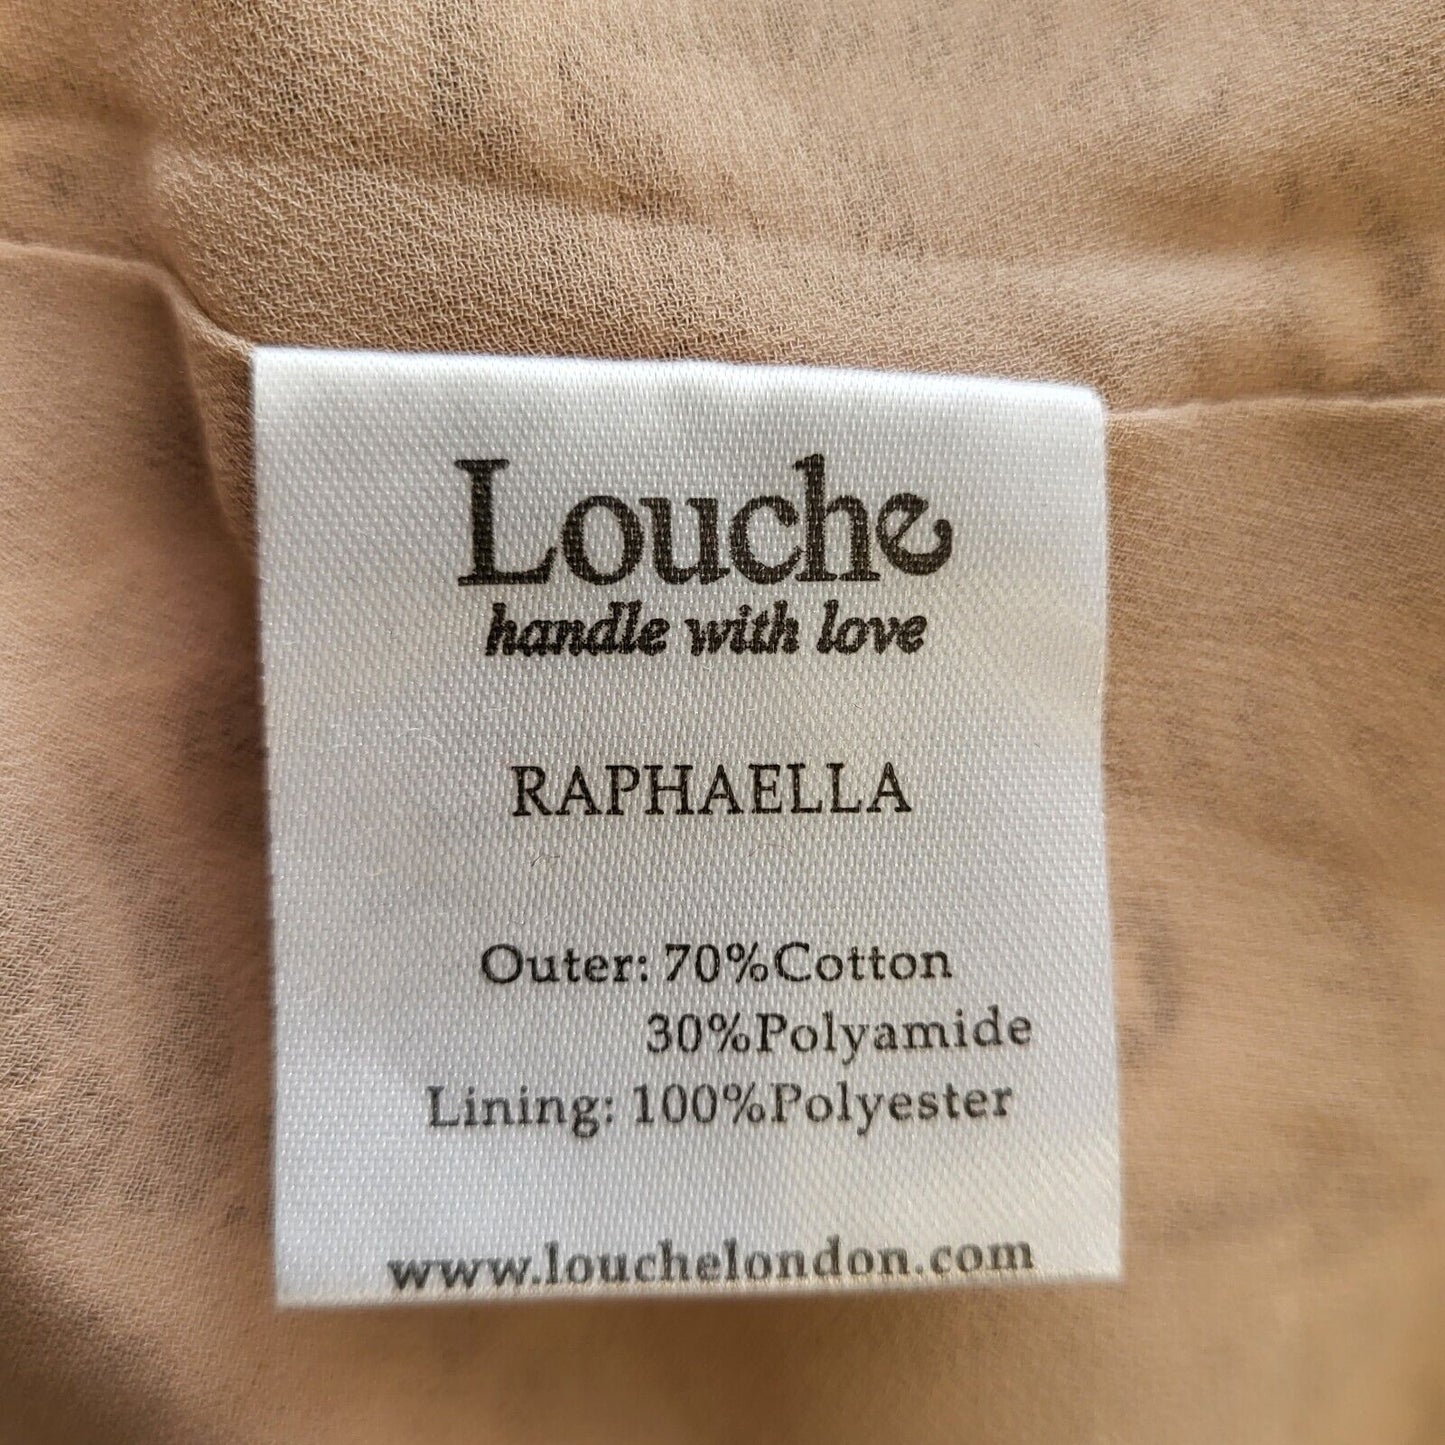 Louche
handle with love
RAPHAELLA
Outer: 70%Cotton
30%Polyamide
Lining: 100%Polyester
www.louchelondon.com